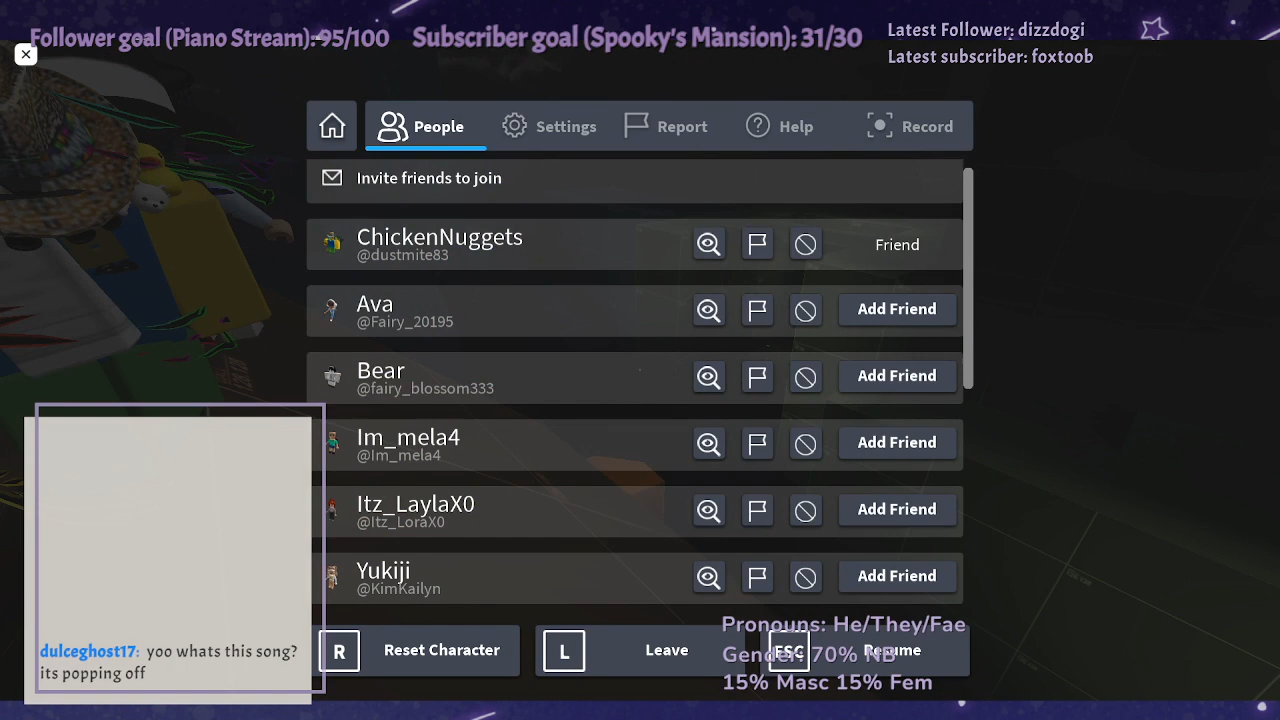 Follower goal (Piano Stream): 95/100
Subscriber goal (Spooky's Mansion): 31/30
Latest Follower: dizzdogi
Latest subscriber: foxtoob
People
Settings
Report
Help
Record
Invite friends to join
ChickenNuggets
@dustmite83
Friend
Ava
@Fairy_20195
Add Friend
Bear
@fairy_blossom333
Add Friend
Im_mela4
@Im_mela4
Add Friend
Itz_LaylaX0
@Itz_LoraX0
Add Friend
Yukiji
@KimKailyn
Add Friend
R Reset Character
L Leave
ESC Resume
Pronouns: He/They/Fae
Gender: 70% NB
15% Masc 15% Fem
dulceghost17: yoo whats this song?
its popping off